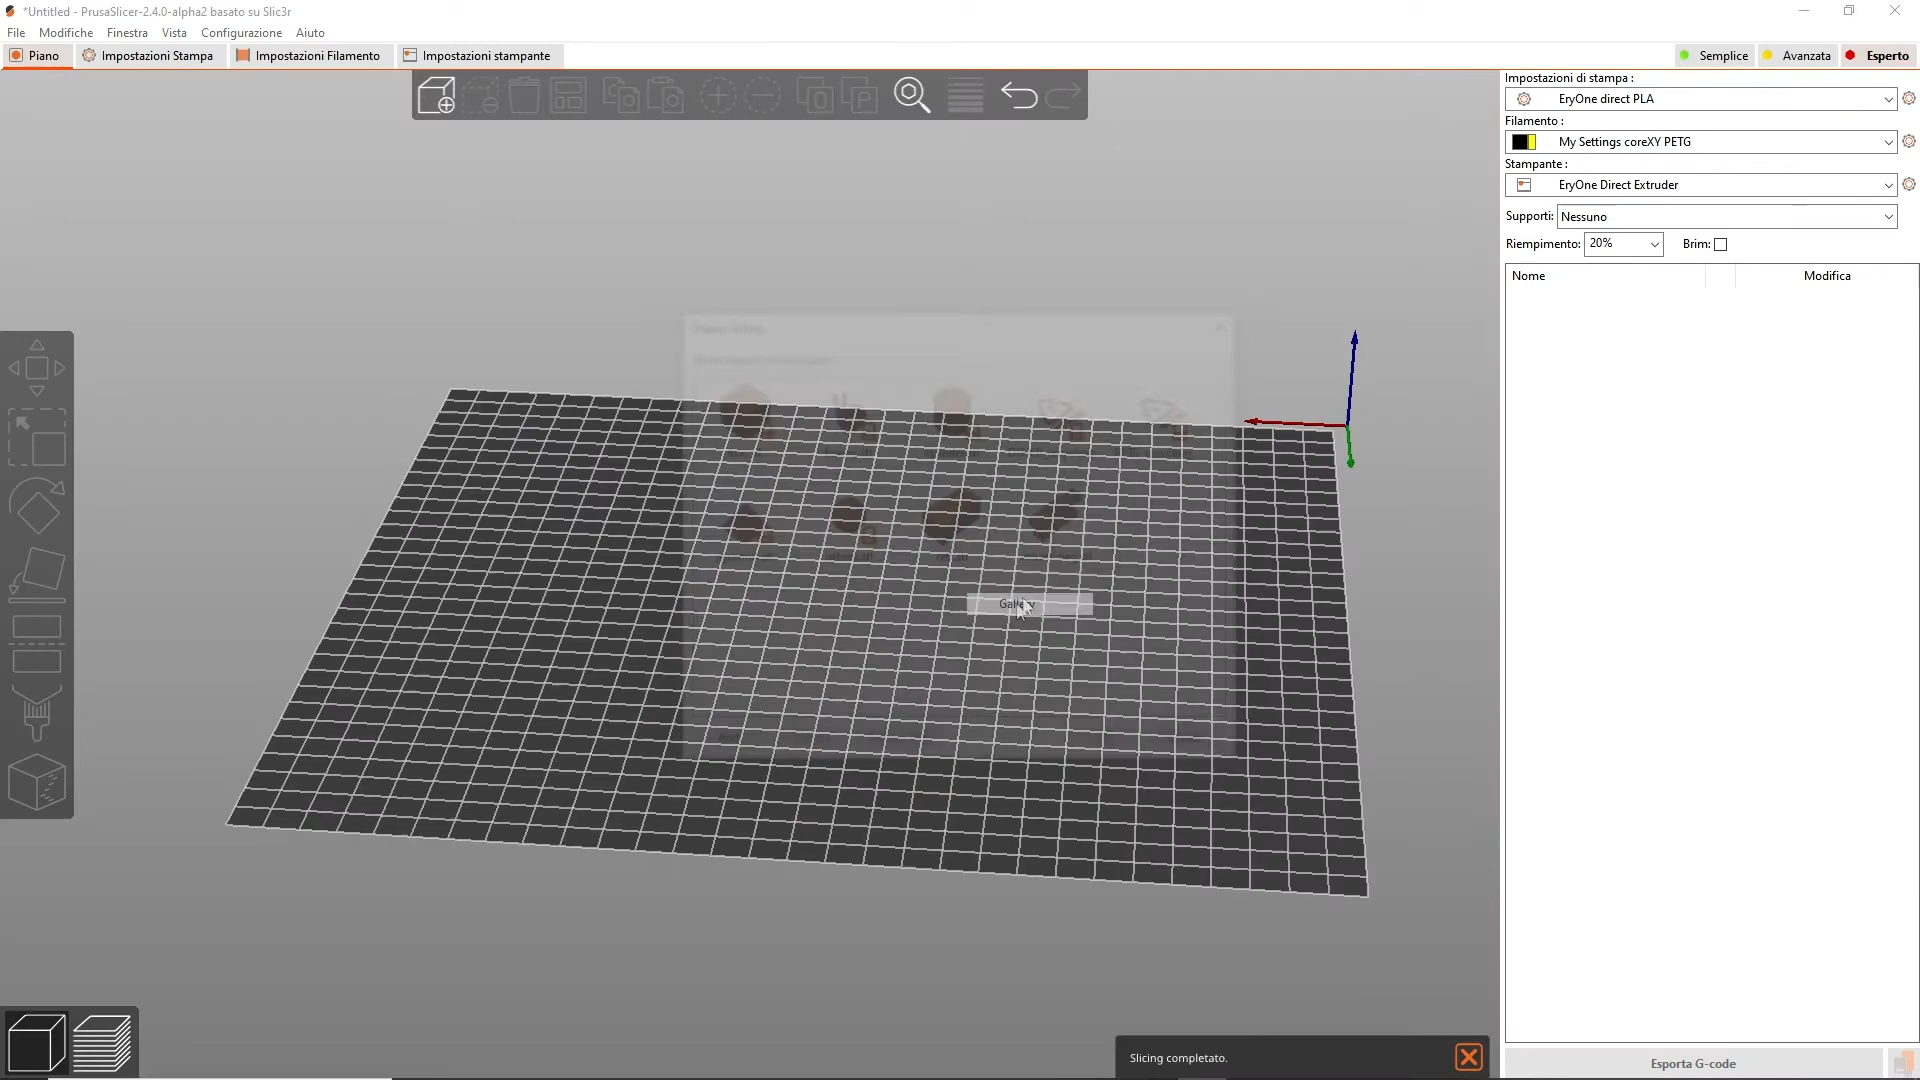 *Untitled - PrusaSlicer-2.4.0-alpha2 basato su Slic3r
File Modifiche Finestra Vista Configurazione Aiuto
Piano Impostazioni Stampa Impostazioni Filamento Impostazioni stampante Semplice Avanzata Esperto
Impostazioni di stampa :
EryOne direct PLA
Filamento :
My Settings coreXY PETG
Stampante :
EryOne Direct Extruder
Supporti: Nessuno
Riempimento: 20% Brim:
Nome Modifica
Slicing completato.
Esporta G-code